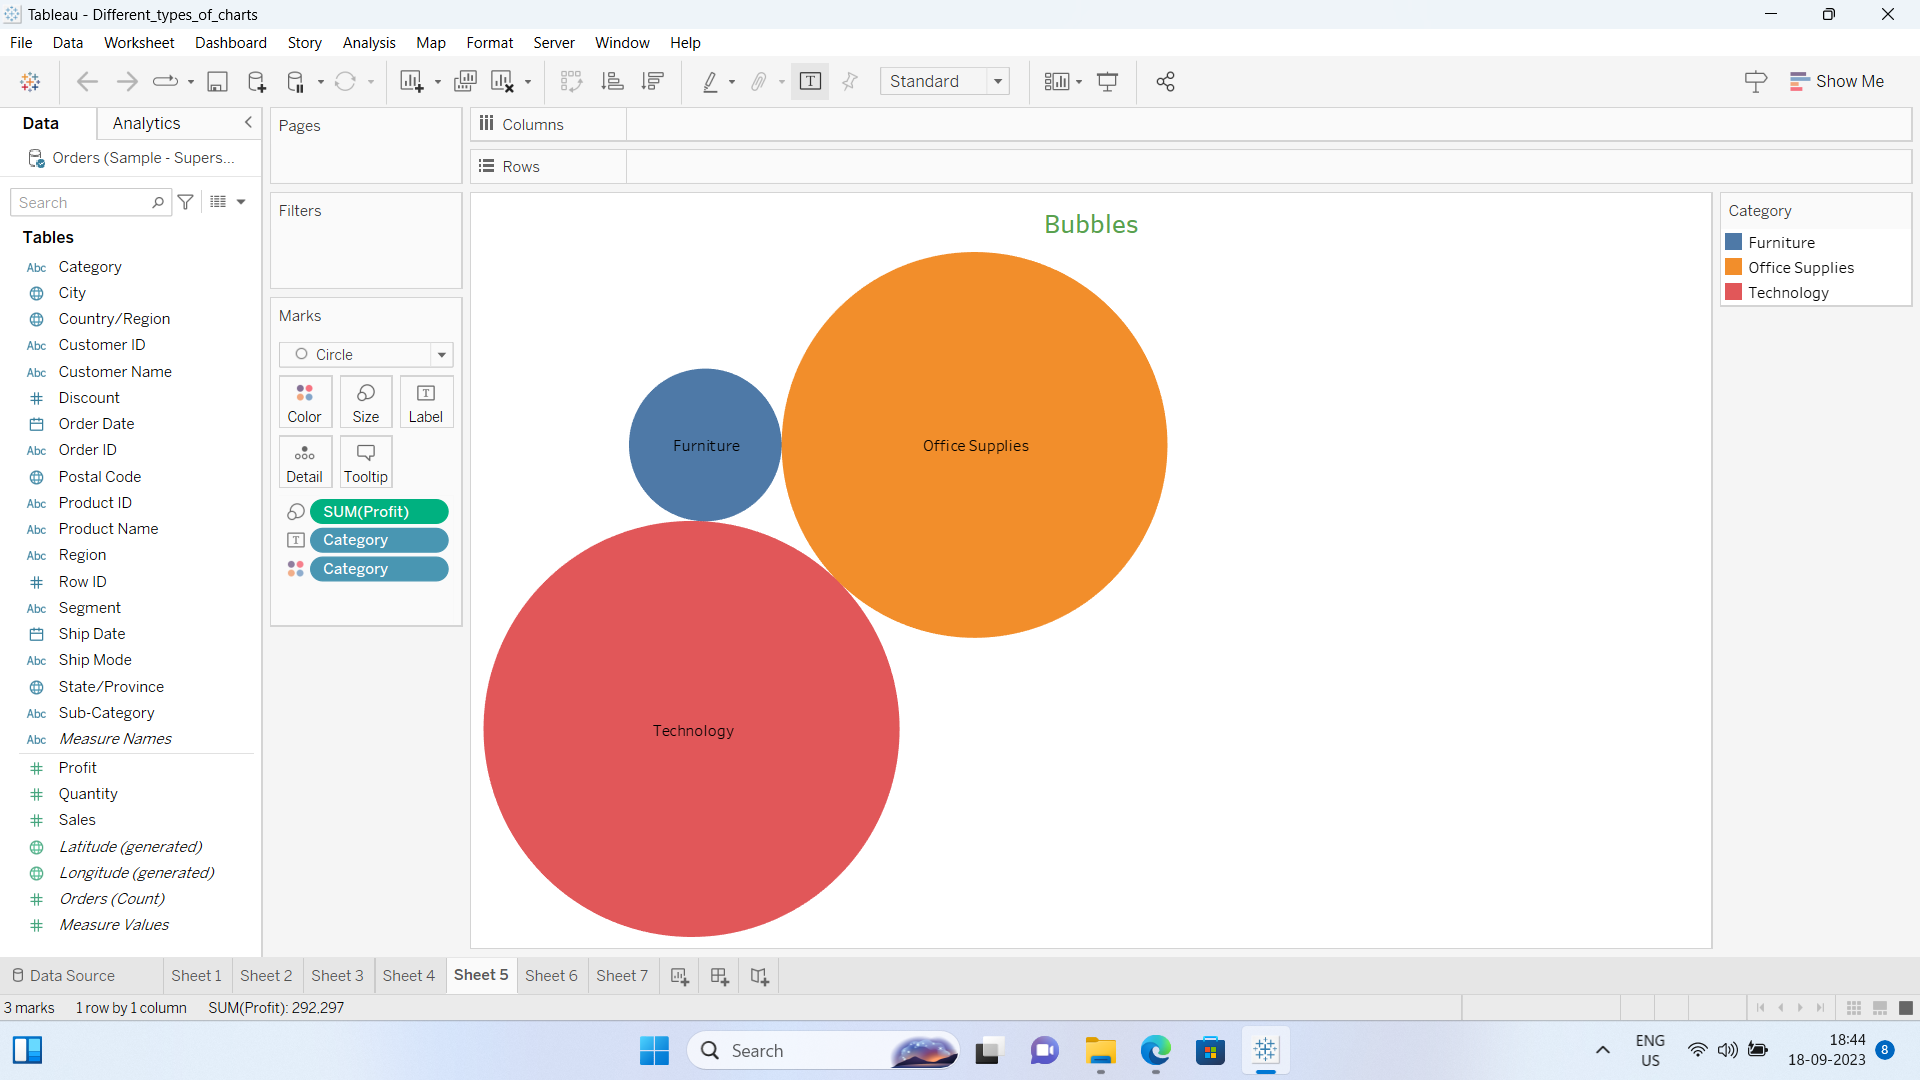 Tableau - Different_types_of_charts
File Data Worksheet Dashboard Story Analysis Map Format Server Window Help
Standard
Show Me
Data
Analytics
Orders (Sample - Supers...
Search
Tables
Abc Category
City
Country/Region
Abc Customer ID
Abc Customer Name
Discount
Order Date
Abc Order ID
Postal Code
Abc Product ID
Abc Product Name
Abc Region
Row ID
Abc Segment
Ship Date
Abc Ship Mode
State/Province
Abc Sub-Category
Abc Measure Names
Profit
Quantity
Sales
Latitude (generated)
Longitude (generated)
Orders (Count)
Measure Values
Pages
Filters
Marks
Circle
Color Size T Label
Detail Tooltip
SUM(Profit)
T Category
Category
Columns
Rows
Bubbles
Furniture
Office Supplies
Technology
Category
Furniture
Office Supplies
Technology
Data Source Sheet 1 Sheet 2 Sheet 3 Sheet 4 Sheet 5 Sheet 6 Sheet 7
3 marks 1 row by 1 column SUM(Profit): 292,297
Search
ENG
US
18:44
18-09-2023
8